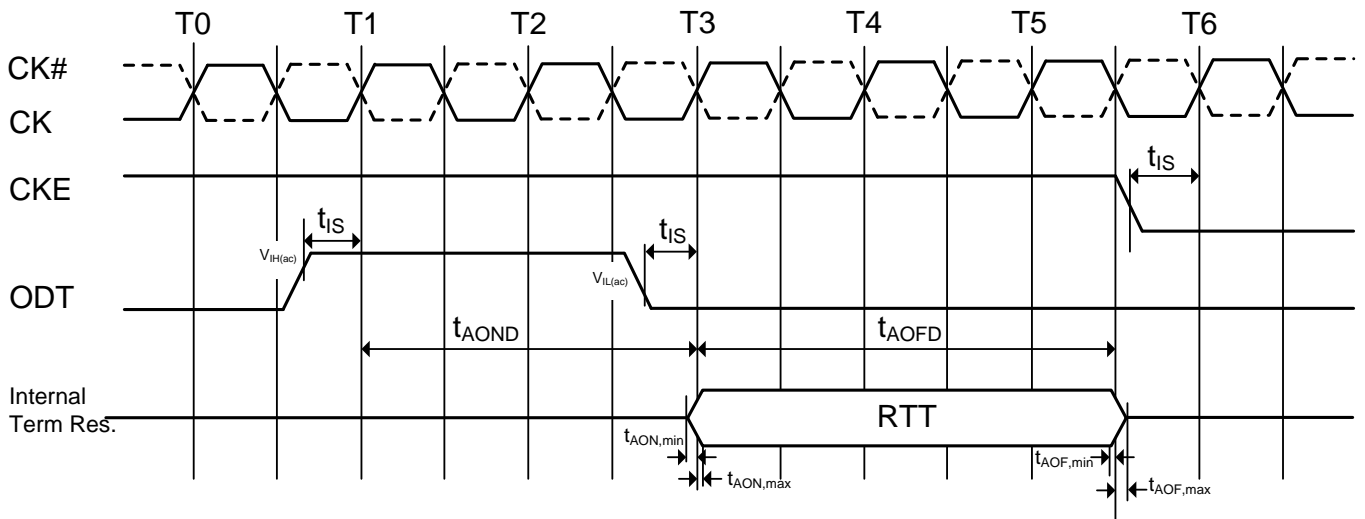 T0 T1 T2 T3 T4 T5 T6
CK#
CK
CKE
tIS
tIS
tIS
VIH(ac)
VIL(ac)
ODT
tAOND
tAOFD
Internal
Term Res.
RTT
tAON,min
tAOF,min
tAON,max
tAOF,max